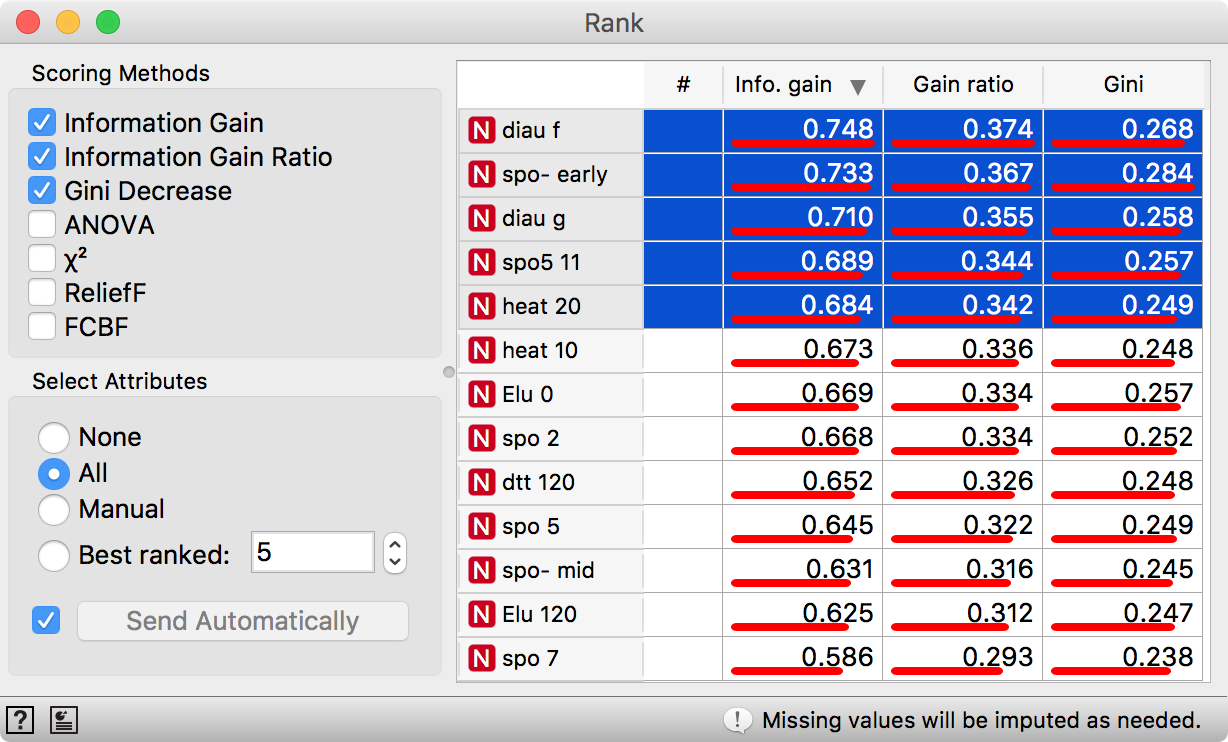 Rank
Scoring Methods
Information Gain
Information Gain Ratio
Gini Decrease
ANOVA
χ²
ReliefF
FCBF
Select Attributes
None
All
Manual
Best ranked: 5
Send Automatically
# Info. gain ▼ Gain ratio Gini
N diau f 0.748 0.374 0.268
N spo- early 0.733 0.367 0.284
N diau g 0.710 0.355 0.258
N spo5 11 0.689 0.344 0.257
N heat 20 0.684 0.342 0.249
N heat 10 0.673 0.336 0.248
N Elu 0 0.669 0.334 0.257
N spo 2 0.668 0.334 0.252
N dtt 120 0.652 0.326 0.248
N spo 5 0.645 0.322 0.249
N spo- mid 0.631 0.316 0.245
N Elu 120 0.625 0.312 0.247
N spo 7 0.586 0.293 0.238
? ! Missing values will be imputed as needed.